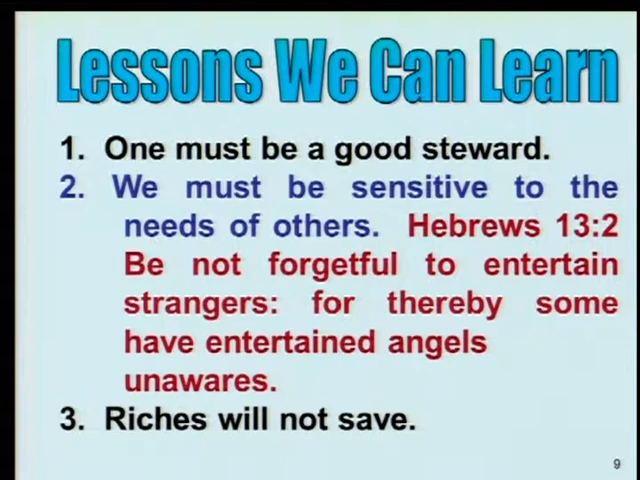 Lessons We Can Learn
1. One must be a good steward.
2. We must be sensitive to the
needs of others. Hebrews 13:2
Be not forgetful to entertain
strangers: for thereby some
have entertained angels
unawares.
3. Riches will not save.
9